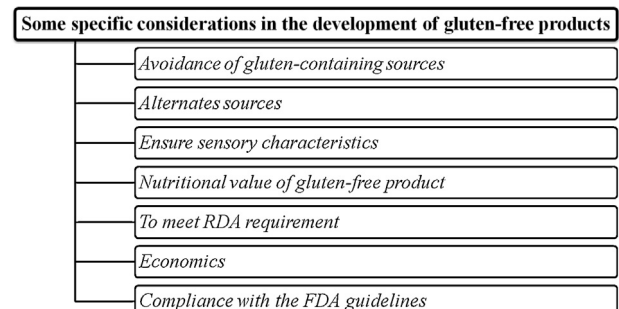 Some specific considerations in the development of gluten-free products
Avoidance of gluten-containing sources
Alternates sources
Ensure sensory characteristics
Nutritional value of gluten-free product
To meet RDA requirement
Economics
Compliance with the FDA guidelines